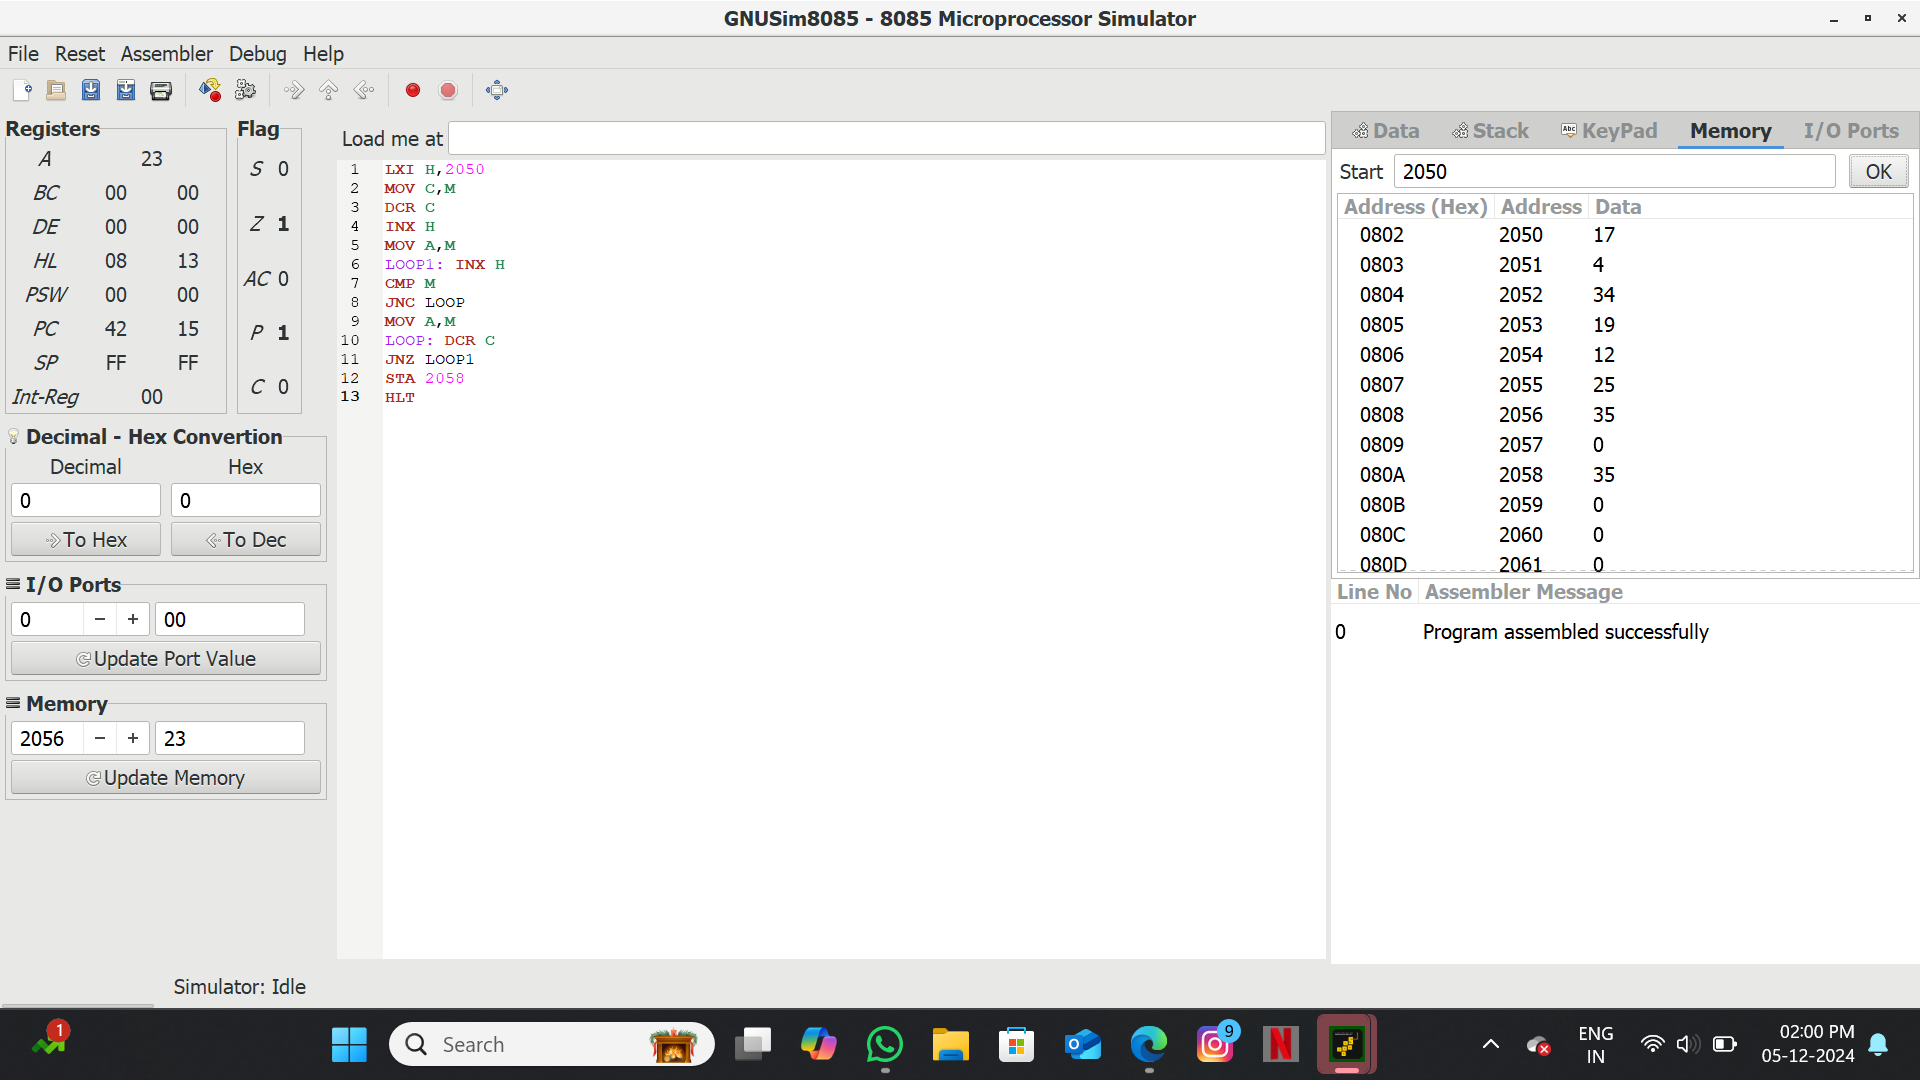 GNUSim8085 - 8085 Microprocessor Simulator
File Reset Assembler Debug Help
Registers
A 23
BC 00 00
DE 00 00
HL 08 13
PSW 00 00
PC 42 15
SP FF FF
Int-Reg 00
Flag
S 0
Z 1
AC 0
P 1
C 0
Decimal - Hex Convertion
Decimal Hex
0 0
To Hex To Dec
I/O Ports
0 − + 00
Update Port Value
Memory
2056 − + 23
Update Memory
Load me at
1 LXI H,2050
2 MOV C,M
3 DCR C
4 INX H
5 MOV A,M
6 LOOP1: INX H
7 CMP M
8 JNC LOOP
9 MOV A,M
10 LOOP: DCR C
11 JNZ LOOP1
12 STA 2058
13 HLT
Data Stack Abc KeyPad Memory I/O Ports
Start 2050 OK
Address (Hex) Address Data
0802 2050 17
0803 2051 4
0804 2052 34
0805 2053 19
0806 2054 12
0807 2055 25
0808 2056 35
0809 2057 0
080A 2058 35
080B 2059 0
080C 2060 0
080D 2061 0
Line No Assembler Message
0 Program assembled successfully
Simulator: Idle
1
Search
9
N
ENG
IN
02:00 PM
05-12-2024